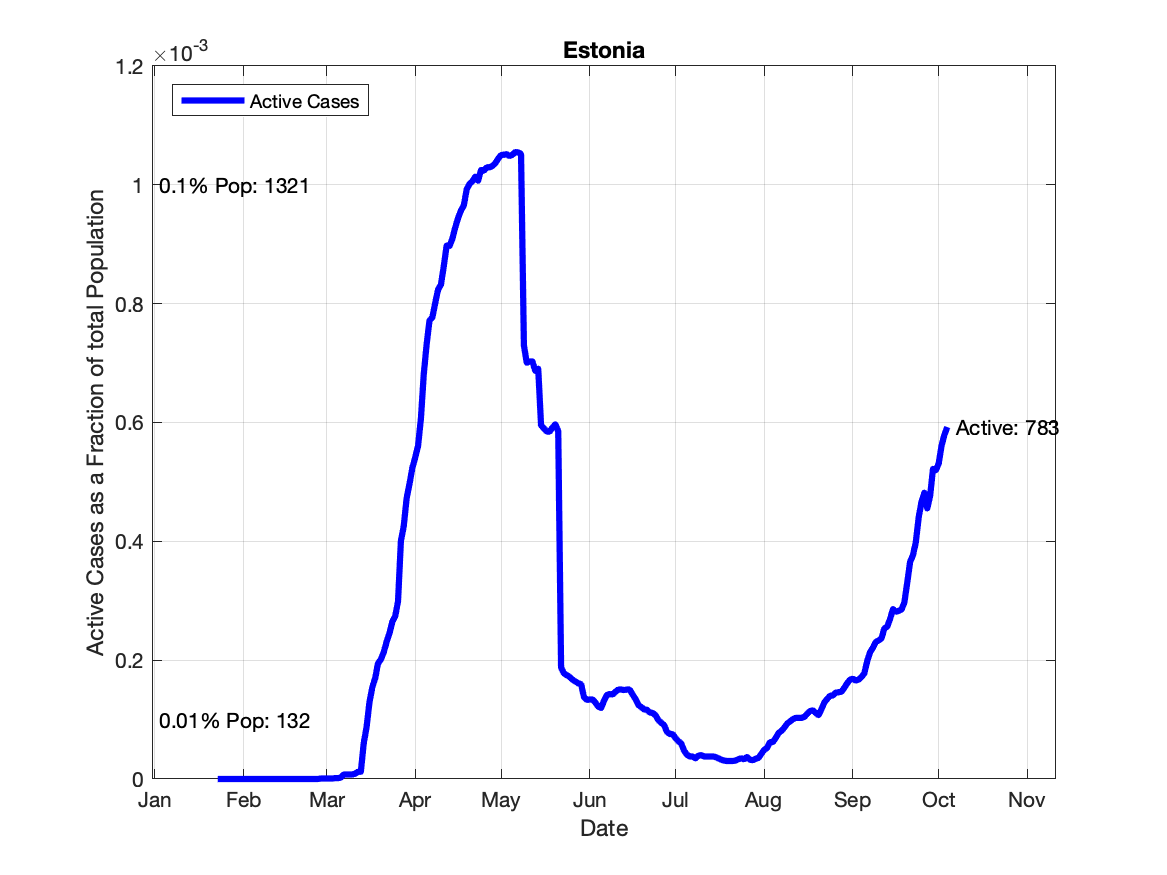 Estonia
×10-3
1.2
1
0.8
0.6
0.4
0.2
0
Active Cases as a Fraction of total Population
Active Cases
0.1% Pop: 1321
Active: 783
0.01% Pop: 132
Jan Feb Mar Apr May Jun Jul Aug Sep Oct Nov
Date